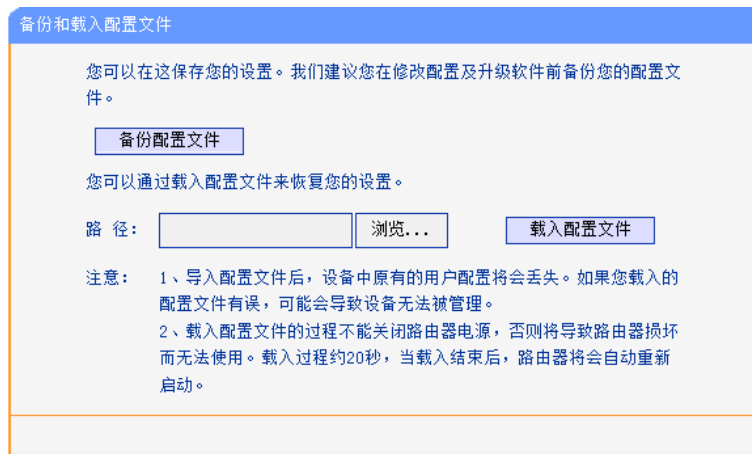 备份和载入配置文件
您可以在这保存您的设置。我们建议您在修改配置及升级软件前备份您的配置文
件。
备份配置文件
您可以通过载入配置文件来恢复您的设置。
路 径: 浏览... 载入配置文件
注意: 1、导入配置文件后，设备中原有的用户配置将会丢失。如果您载入的
配置文件有误，可能会导致设备无法被管理。
2、载入配置文件的过程不能关闭路由器电源，否则将导致路由器损坏
而无法使用。载入过程约20秒，当载入结束后，路由器将会自动重新
启动。